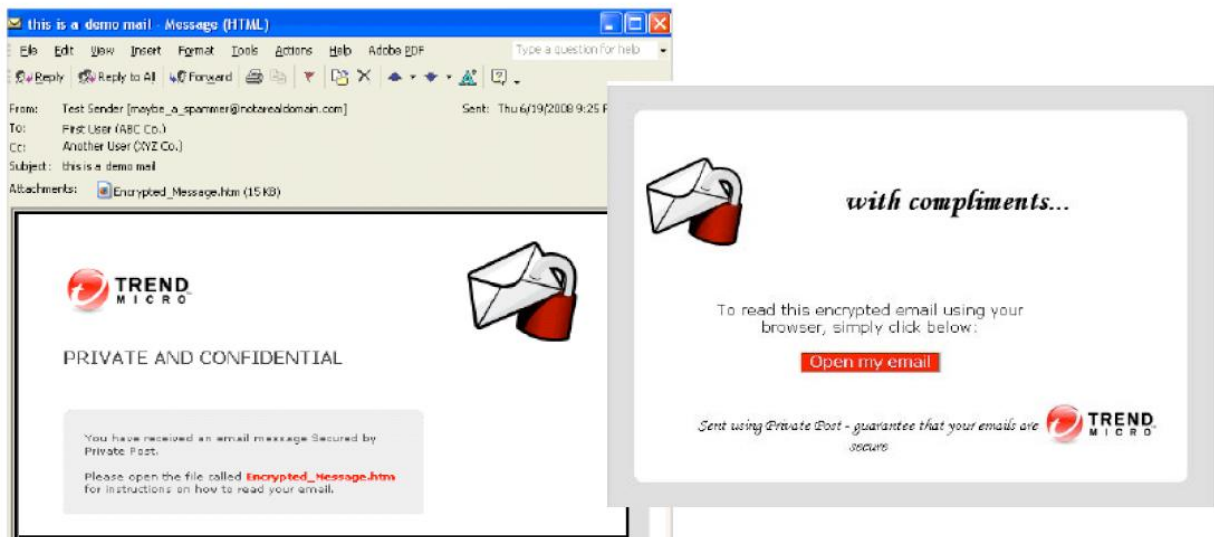 this is a demo mail - Message (HTML)
File Edit View Insert Format Tools Actions Help Adobe PDF Type a question for help
Reply Reply to All Forward
From: Test Sender [maybe_a_spammer@notarealdomain.com] Sent: Thu 6/19/2008 9:25
To: First User (ABC Co.)
Cc: Another User (XYZ Co.)
Subject: this is a demo mail
Attachments: Encrypted_Message.htm (15 KB)
TREND
MICRO
PRIVATE AND CONFIDENTIAL
You have received an email message Secured by
Private Post.
Please open the file called Encrypted_Message.htm
for instructions on how to read your email.
with compliments...
To read this encrypted email using your
browser, simply click below:
Open my email
Sent using Private Post - guarantee that your emails are
secure
TREND
MICRO